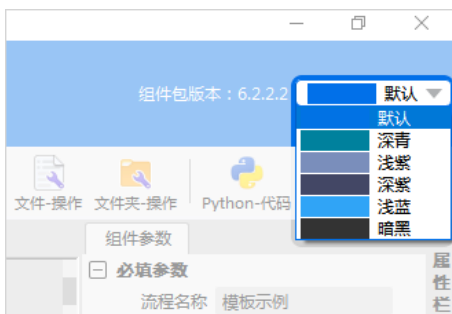 组件包版本：6.2.2.2
默认
默认
深青
浅紫
深紫
浅蓝
暗黑
文件-操作 文件夹-操作 Python-代码
组件参数
必填参数
流程名称 模板示例
属性栏